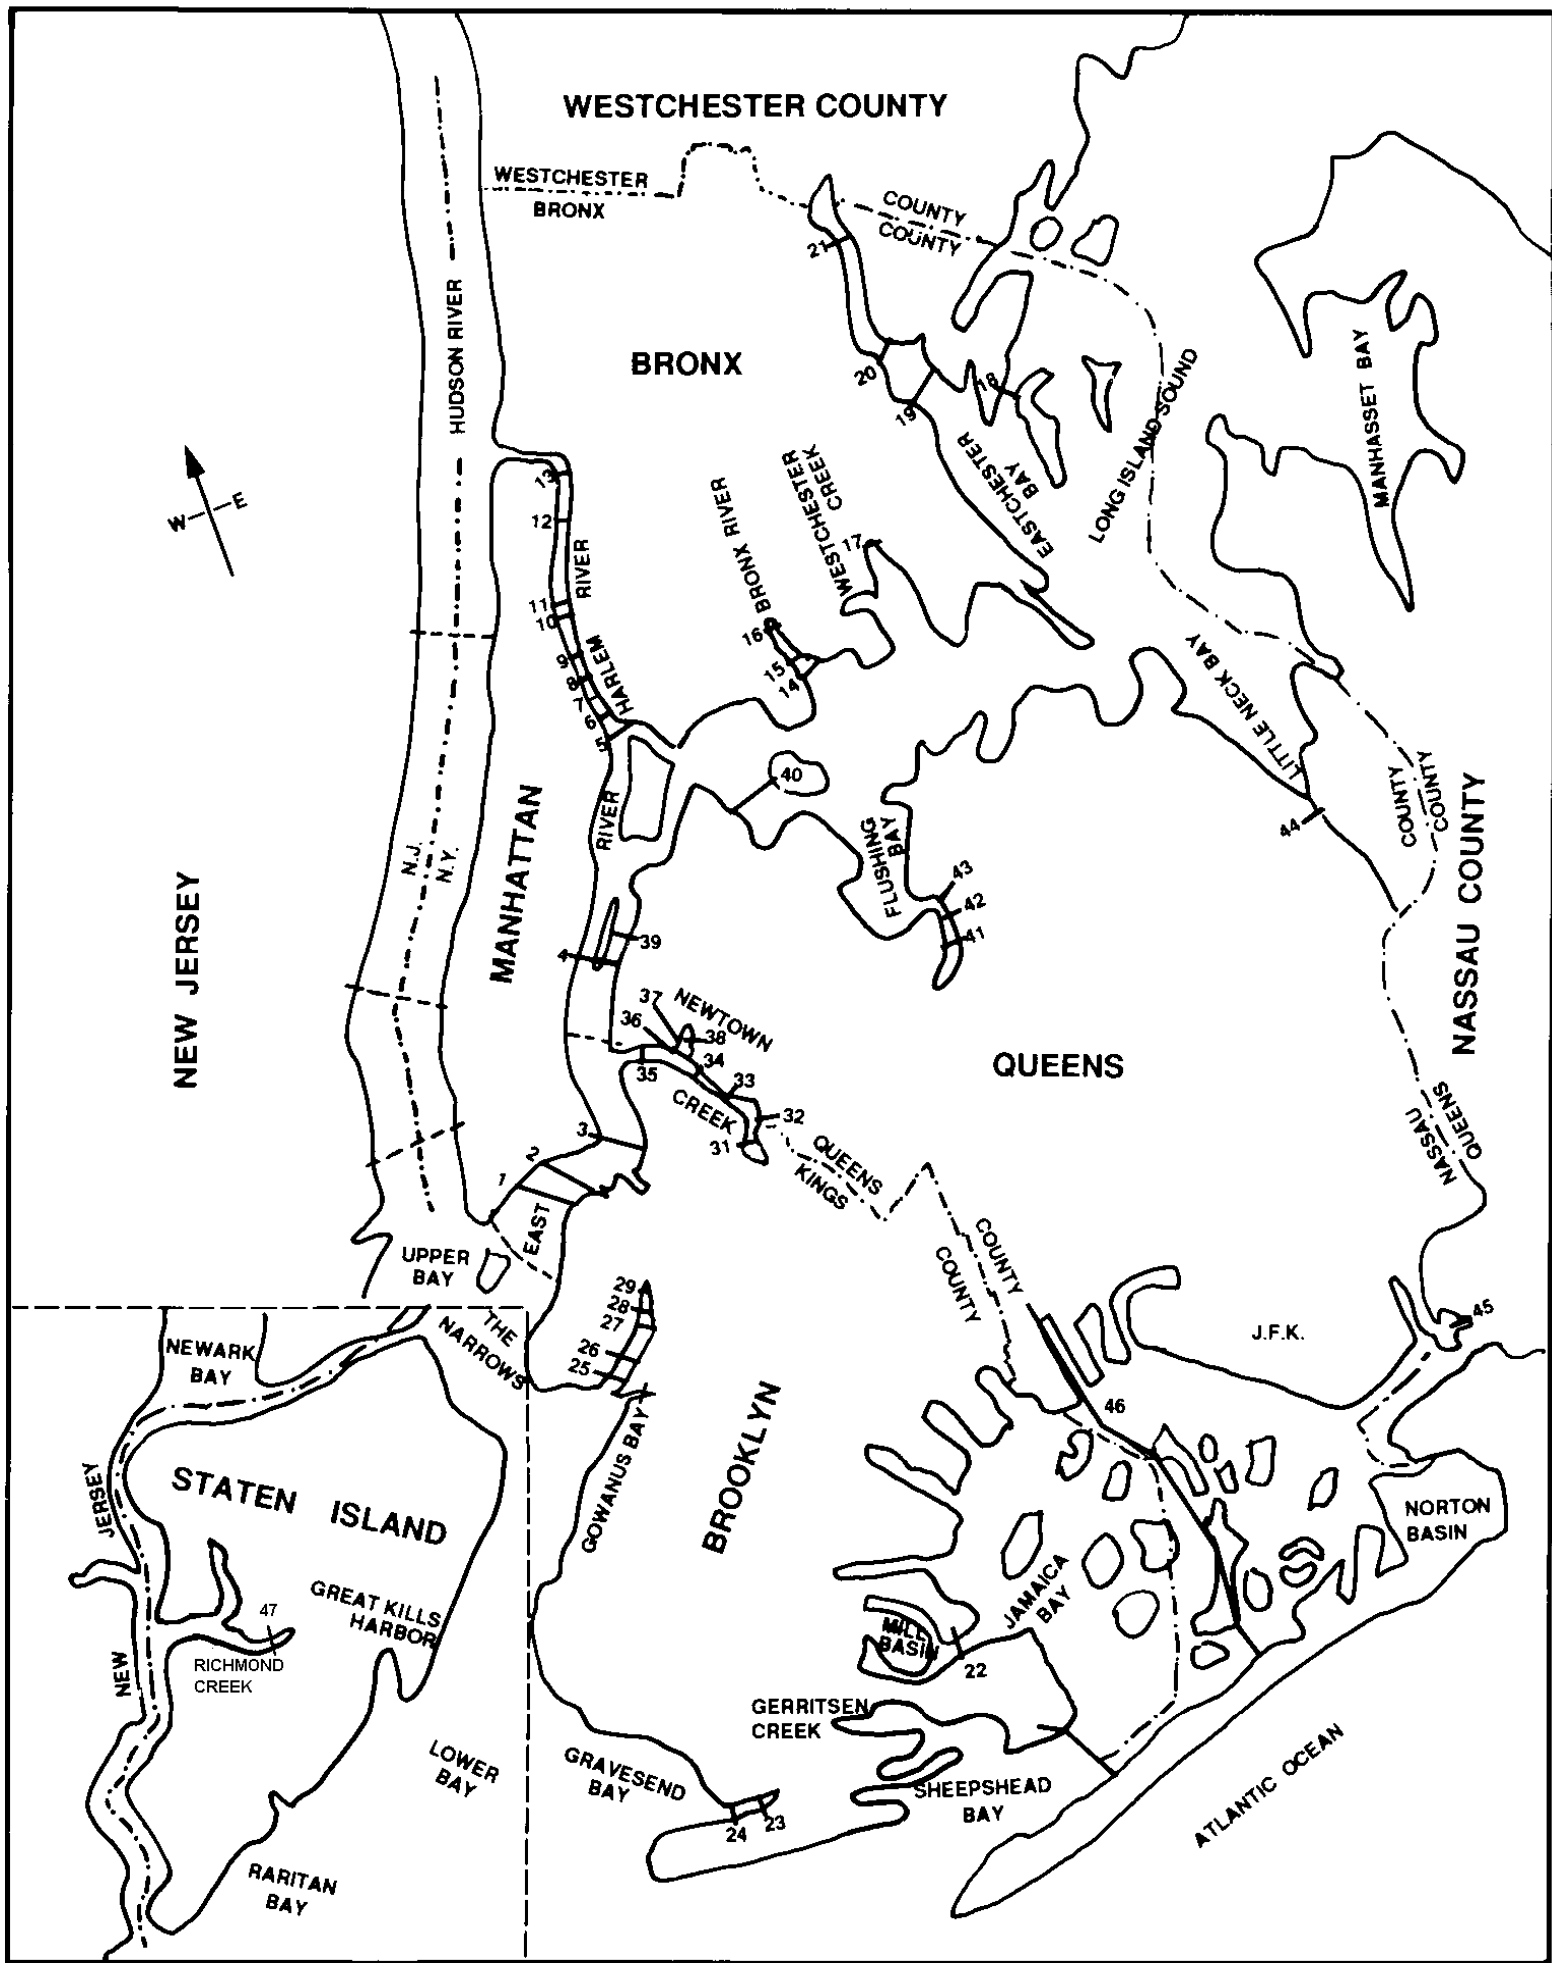 WESTCHESTER COUNTY
WESTCHESTER
BRONX
COUNTY
COUNTY
21
HUDSON RIVER
BRONX
20
19
18
LONG ISLAND SOUND
MANHASSET BAY
W E
13
12
11
10
9
8
7
6
5
HARLEM
RIVER
BRONX RIVER
WESTCHESTER
CREEK
17
16
15
14
EASTCHESTER
BAY
LITTLE NECK BAY
N.J.
N.Y.
MANHATTAN
RIVER
40
FLUSHING
BAY
43
42
41
44
COUNTY
COUNTY
NASSAU COUNTY
NEW JERSEY
4
39
37
36
NEWTOWN
38
34
35
33
CREEK
32
31
QUEENS
QUEENS
KINGS
NASSAU
QUEENS
3
2
1
EAST
UPPER
BAY
COUNTY
COUNTY
29
28
27
26
25
THE
NARROWS
NEWARK
BAY
J.F.K.
45
46
GOWANUS BAY
BROOKLYN
NEW
JERSEY
STATEN ISLAND
NORTON
BASIN
GREAT KILLS
HARBOR
47
RICHMOND
CREEK
JAMAICA
BAY
MILL
BASIN
22
GERRITSEN
CREEK
LOWER
BAY
GRAVESEND
BAY
SHEEPSHEAD
BAY
24
23
ATLANTIC OCEAN
RARITAN
BAY